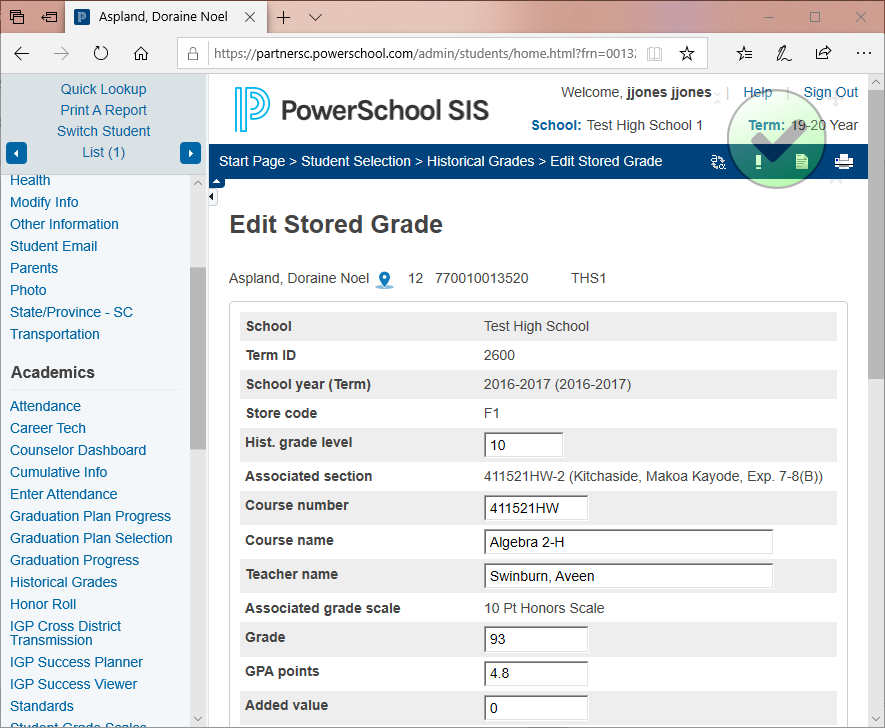 Aspland, Doraine Noel
https://partnersc.powerschool.com/admin/students/home.html?frn=0013
Quick Lookup
Print A Report
Switch Student
List (1)
Health
Modify Info
Other Information
Student Email
Parents
Photo
State/Province - SC
Transportation
Academics
Attendance
Career Tech
Counselor Dashboard
Cumulative Info
Enter Attendance
Graduation Plan Progress
Graduation Plan Selection
Graduation Progress
Historical Grades
Honor Roll
IGP Cross District
Transmission
IGP Success Planner
IGP Success Viewer
Standards
Student Grade Scales
PowerSchool SIS
Welcome, jjones jjones | Help | Sign Out
School: Test High School 1 Term: 19-20 Year
Start Page > Student Selection > Historical Grades > Edit Stored Grade
Edit Stored Grade
Aspland, Doraine Noel 12 770010013520 THS1
School Test High School
Term ID 2600
School year (Term) 2016-2017 (2016-2017)
Store code F1
Hist. grade level 10
Associated section 411521HW-2 (Kitchaside, Makoa Kayode, Exp. 7-8(B))
Course number 411521HW
Course name Algebra 2-H
Teacher name Swinburn, Aveen
Associated grade scale 10 Pt Honors Scale
Grade 93
GPA points 4.8
Added value 0